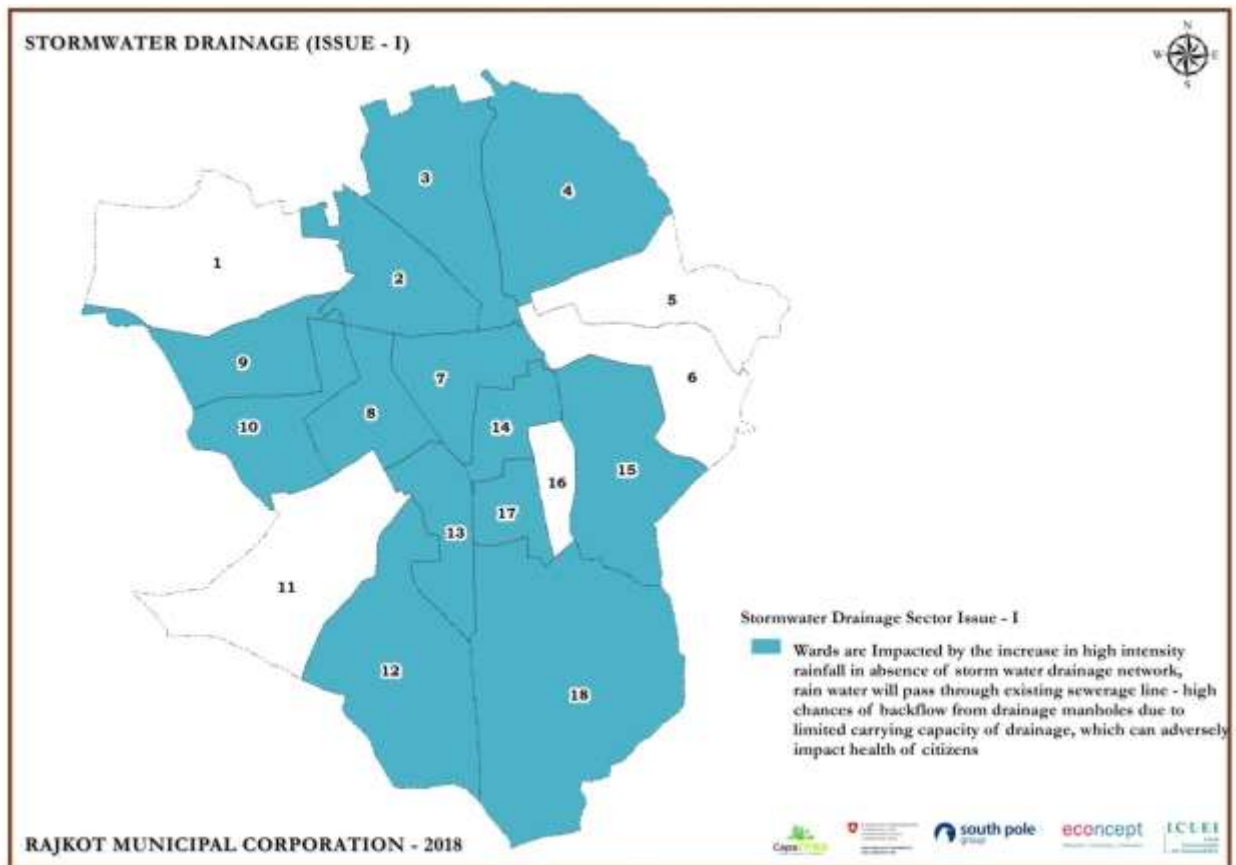 STORMWATER DRAINAGE (ISSUE - I)
N
W E
S
3
4
1
2
5
9
7
6
10
8
14
15
16
17
13
11
12
18
Stormwater Drainage Sector Issue - I
Wards are Impacted by the increase in high intensity
rainfall in absence of storm water drainage network,
rain water will pass through existing sewerage line - high
chances of backflow from drainage manholes due to
limited carrying capacity of drainage, which can adversely
impact health of citizens
RAJKOT MUNICIPAL CORPORATION - 2018
south pole
group
econcept
ICLEI